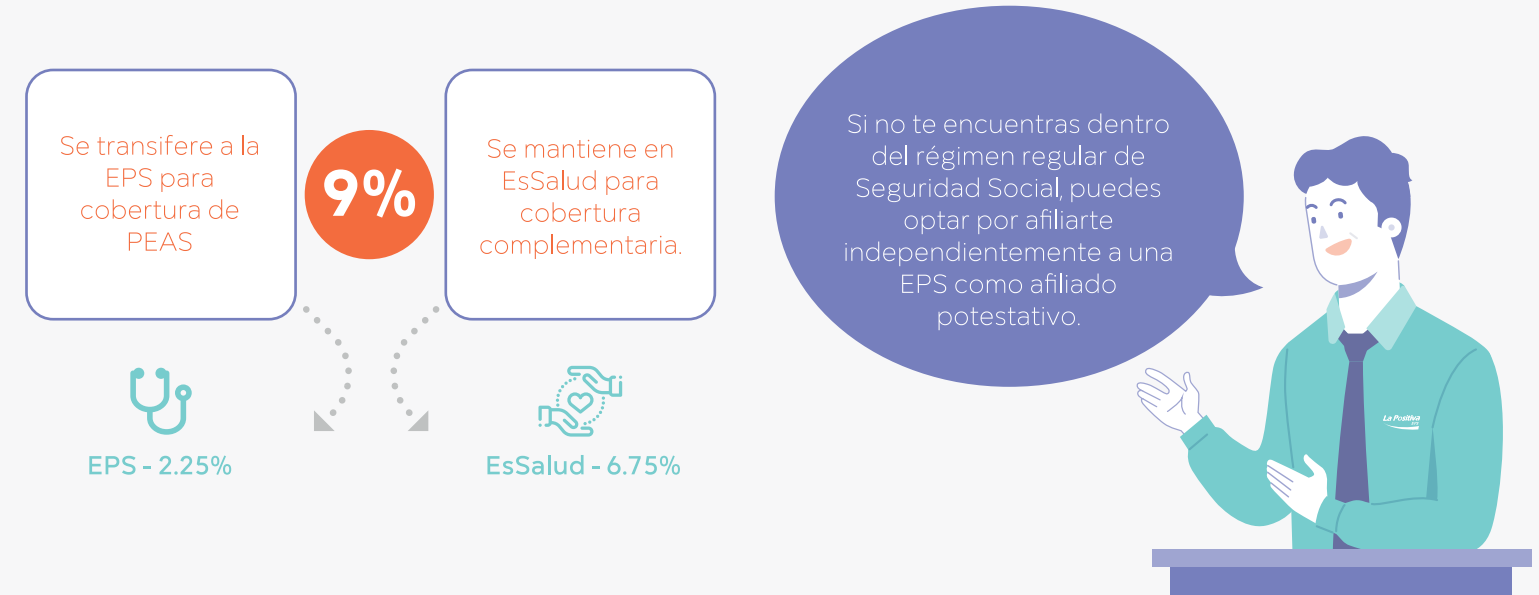 Se transifere a la
EPS para
cobertura de
PEAS
9%
Se mantiene en
EsSalud para
cobertura
complementaria.
EPS - 2.25%
EsSalud - 6.75%
Si no te encuentras dentro
del régimen regular de
Seguridad Social, puedes
optar por afiliarte
independientemente a una
EPS como afiliado
potestativo.
La Positiva
EPS